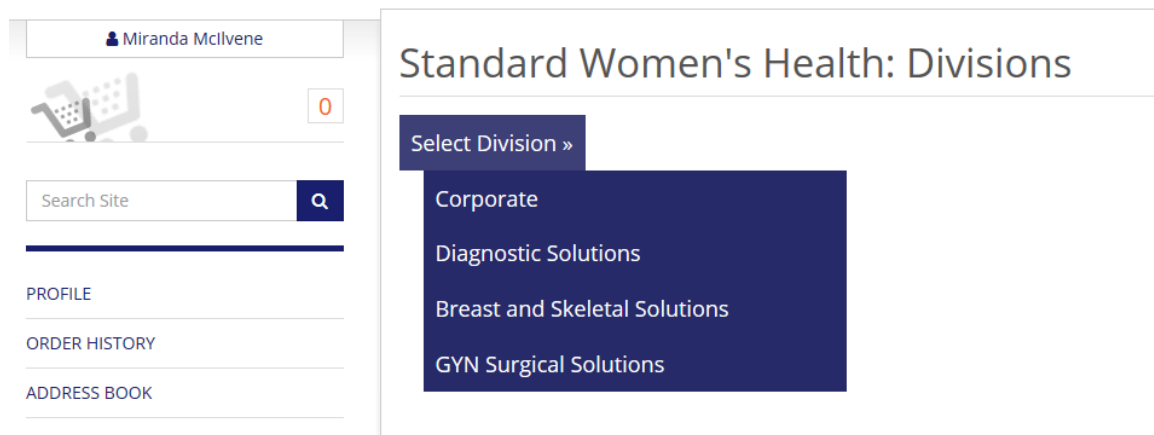 Miranda McIlvene
0
Search Site
PROFILE
ORDER HISTORY
ADDRESS BOOK
Standard Women's Health: Divisions
Select Division »
Corporate
Diagnostic Solutions
Breast and Skeletal Solutions
GYN Surgical Solutions